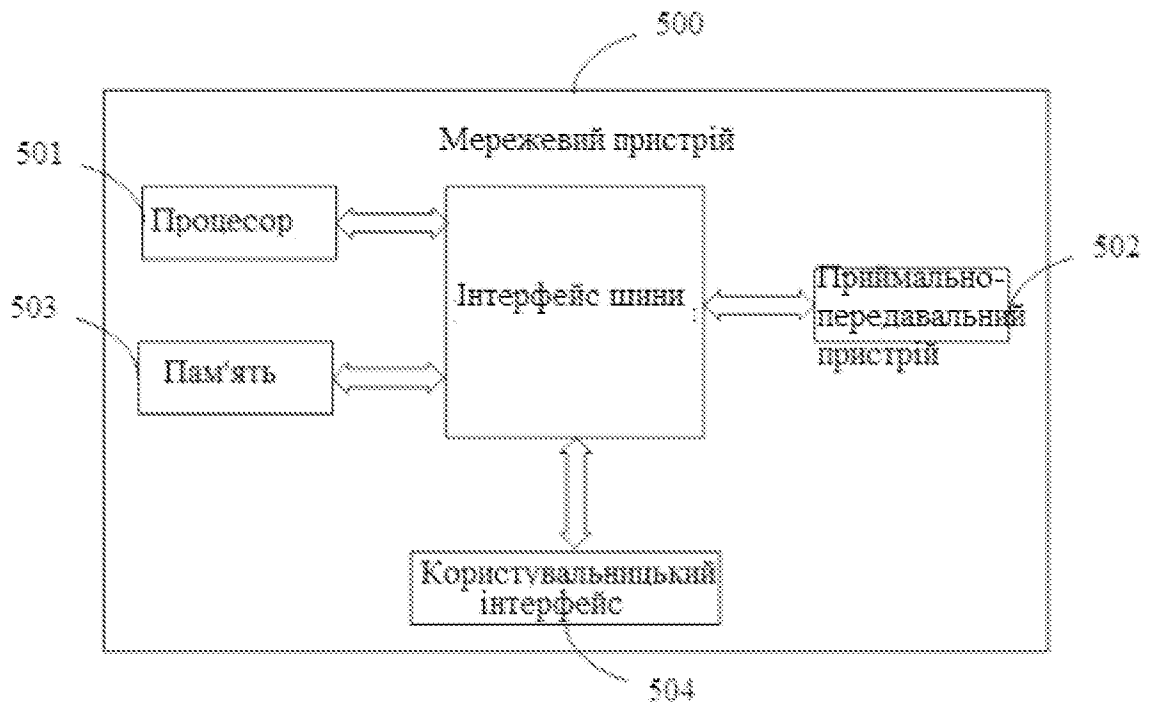 500
Мережевий пристрій
501
Процесор
502
Приймально-
передавальний
пристрій
Інтерфейс шини
503
Пам'ять
Користувальницький
інтерфейс
504